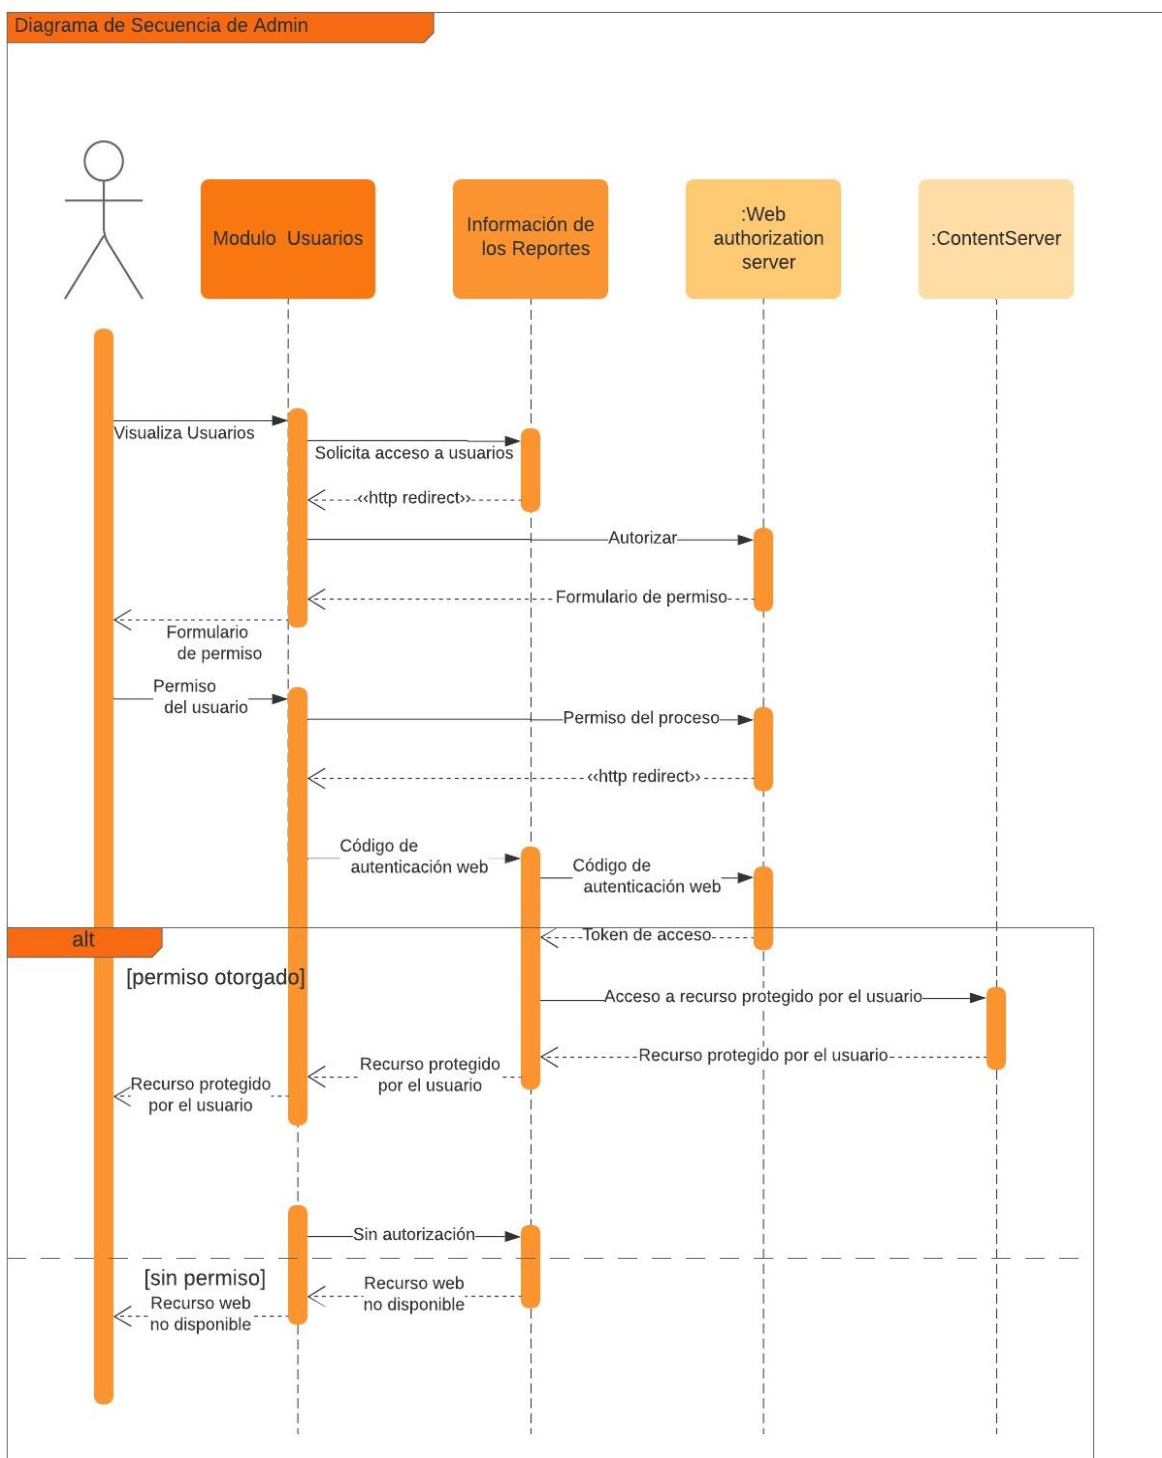 Diagrama de Secuencia de Admin
Modulo  Usuarios
Información de
los Reportes
:Web
authorization
server
:ContentServer
Visualiza Usuarios
Solicita acceso a usuarios
‹‹http redirect››
Autorizar
Formulario de permiso
Formulario
de permiso
Permiso
del usuario
Permiso del proceso
‹‹http redirect››
Código de
autenticación web
Código de
autenticación web
Token de acceso
alt
[permiso otorgado]
Acceso a recurso protegido por el usuario
Recurso protegido por el usuario
Recurso protegido
por el usuario
Recurso protegido
por el usuario
Sin autorización
[sin permiso]
Recurso web
no disponible
Recurso web
no disponible